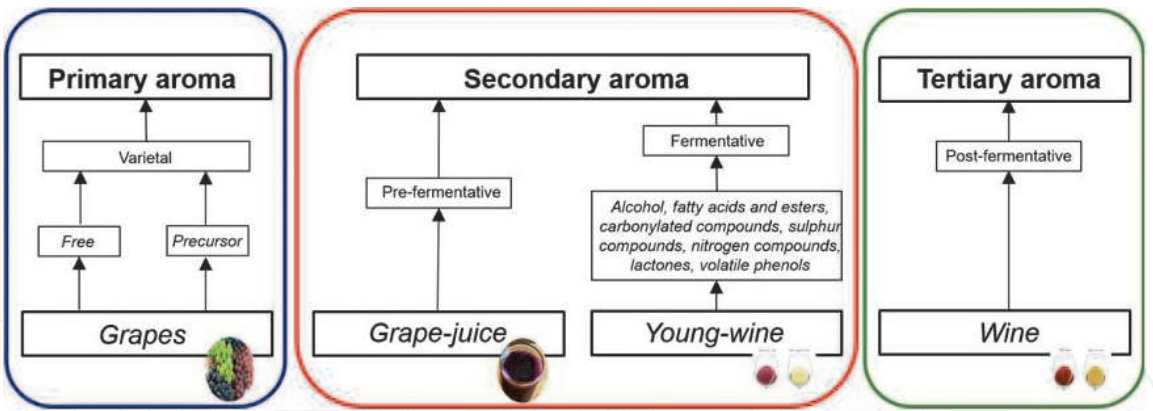 Primary aroma
Varietal
Free
Precursor
Grapes
Secondary aroma
Pre-fermentative
Grape-juice
Fermentative
Alcohol, fatty acids and esters,
carbonylated compounds, sulphur
compounds, nitrogen compounds,
lactones, volatile phenols
Young-wine
Tertiary aroma
Post-fermentative
Wine